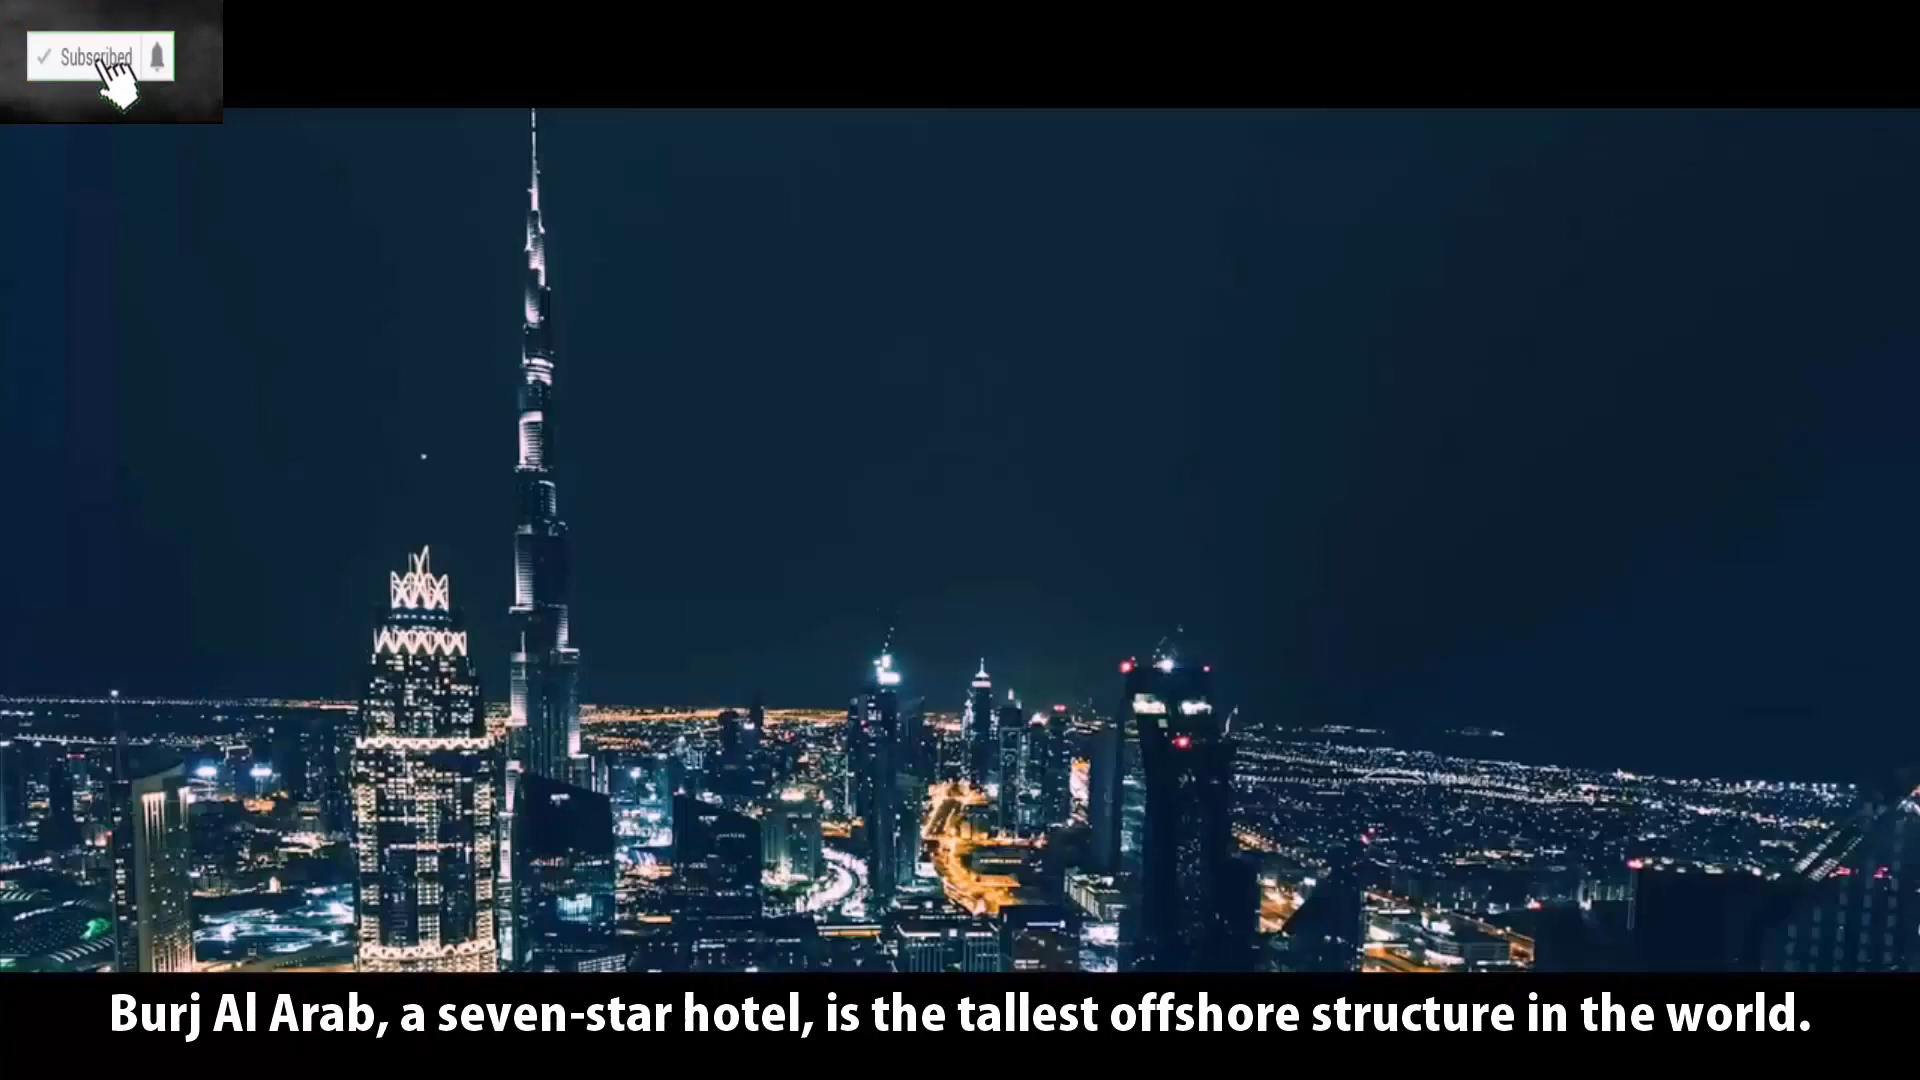 Subscribed
Burj Al Arab, a seven-star hotel, is the tallest offshore structure in the world.